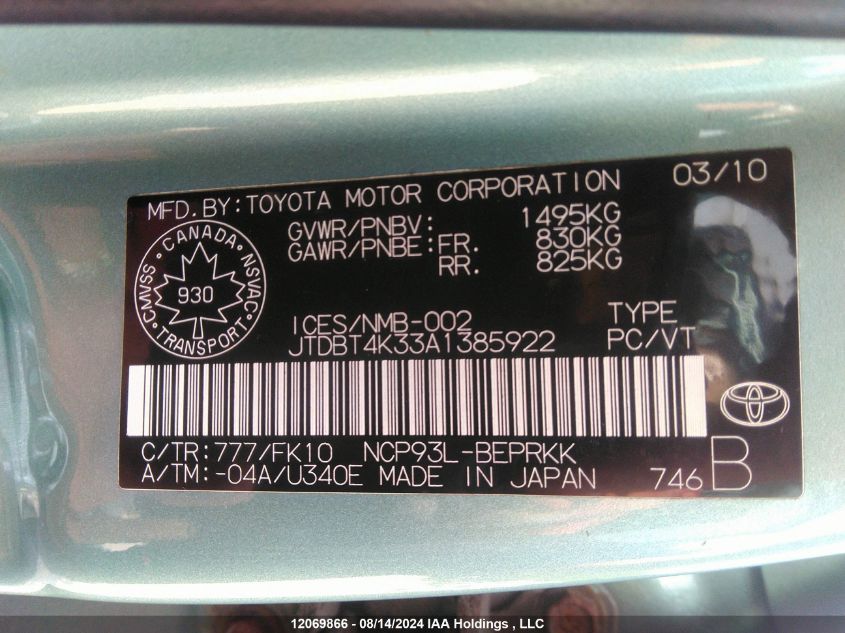 MFD.BY:TOYOTA MOTOR CORPORATION 03/10
GVWR/PNBV: 1495KG
GAWR/PNBE:FR. 830KG
RR. 825KG
CANADA
CMVSS NSVAC
930
TRANSPORT
ICES/NMB-002 TYPE
JTDBT4K33A1385922 PC/VT
C/TR:777/FK10 NCP93L-BEPRKK
A/TM:-04A/U340E MADE IN JAPAN 746 B
12069866 - 08/14/2024 IAA Holdings , LLC